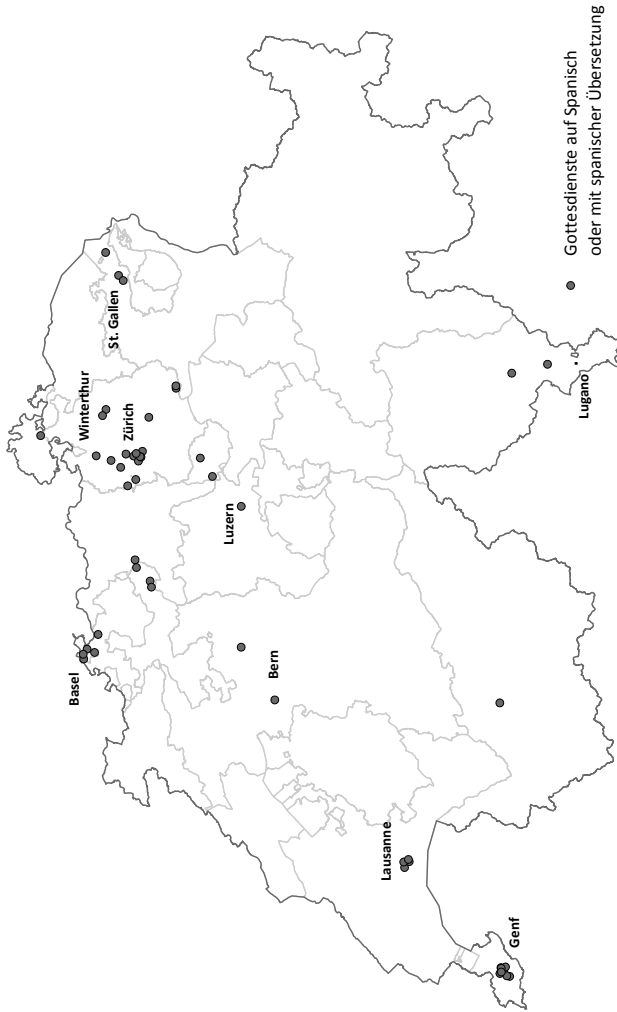 Basel
Winterthur
Zürich
St. Gallen
Luzern
Bern
Lausanne
Genf
Lugano
Gottesdienste auf Spanisch
oder mit spanischer Übersetzung